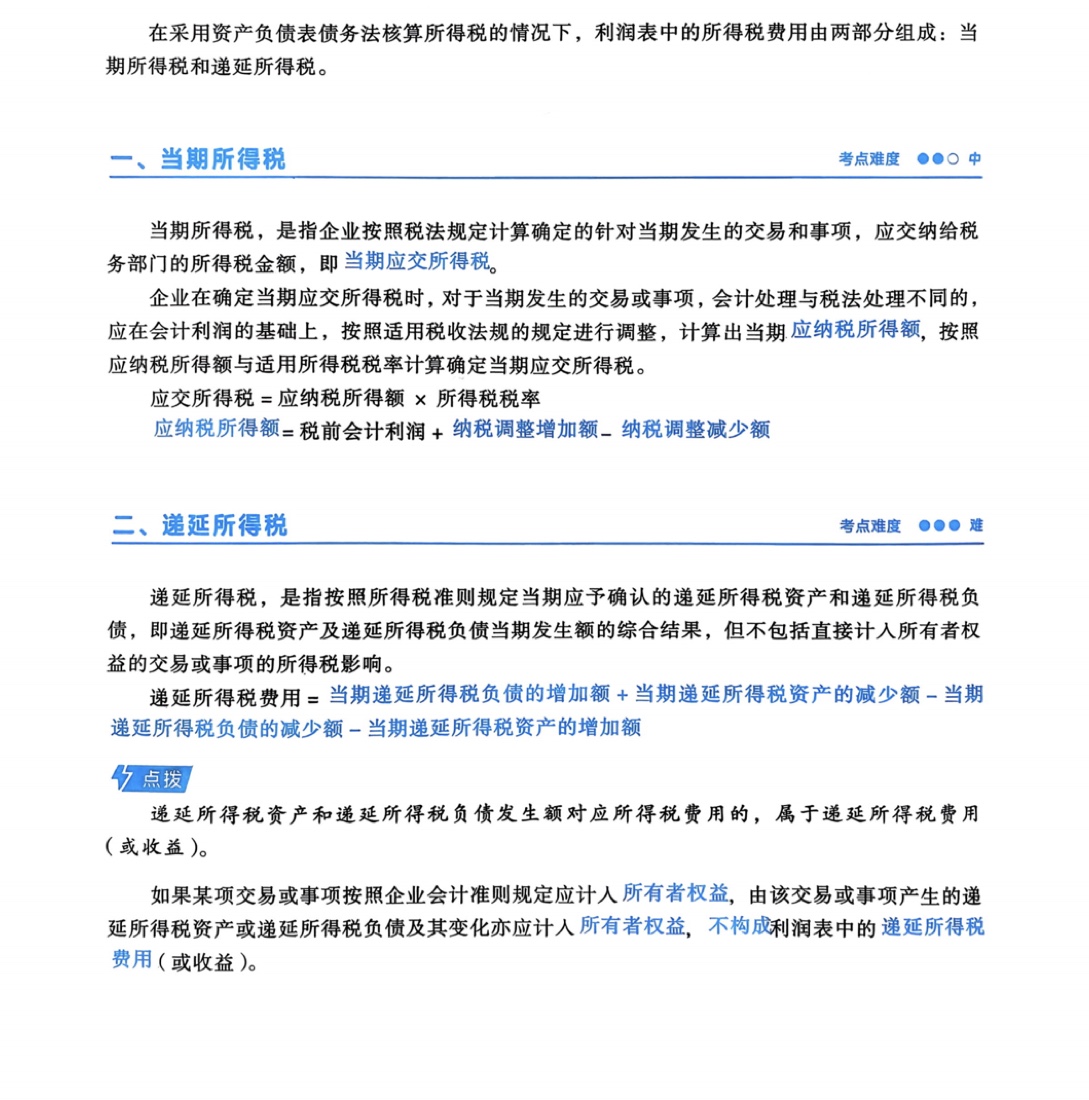 在采用资产负债表债务法核算所得税的情况下，利润表中的所得税费用由两部分组成：当
期所得税和递延所得税。
一、当期所得税 考点难度 ●●○ 中
当期所得税，是指企业按照税法规定计算确定的针对当期发生的交易和事项，应交纳给税
务部门的所得税金额，即 当期应交所得税。
企业在确定当期应交所得税时，对于当期发生的交易或事项，会计处理与税法处理不同的，
应在会计利润的基础上，按照适用税收法规的规定进行调整，计算出当期 应纳税所得额，按照
应纳税所得额与适用所得税税率计算确定当期应交所得税。
应交所得税 = 应纳税所得额 × 所得税税率
应纳税所得额 = 税前会计利润 + 纳税调整增加额 - 纳税调整减少额
二、递延所得税 考点难度 ●●● 难
递延所得税，是指按照所得税准则规定当期应予确认的递延所得税资产和递延所得税负
债，即递延所得税资产及递延所得税负债当期发生额的综合结果，但不包括直接计入所有者权
益的交易或事项的所得税影响。
递延所得税费用 = 当期递延所得税负债的增加额 + 当期递延所得税资产的减少额 - 当期
递延所得税负债的减少额 - 当期递延所得税资产的增加额
点拨
递延所得税资产和递延所得税负债发生额对应所得税费用的，属于递延所得税费用
（或收益）。
如果某项交易或事项按照企业会计准则规定应计入 所有者权益，由该交易或事项产生的递
延所得税资产或递延所得税负债及其变化亦应计入 所有者权益， 不构成利润表中的 递延所得税
费用（或收益）。